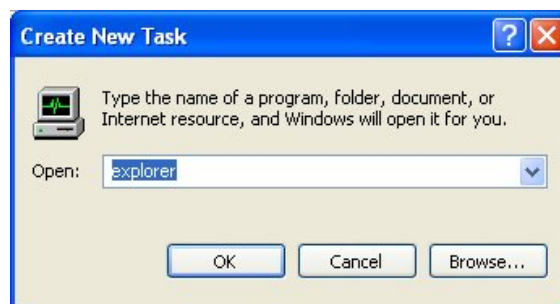 Create New Task
Type the name of a program, folder, document, or
Internet resource, and Windows will open it for you.
Open: explorer
OK Cancel Browse...